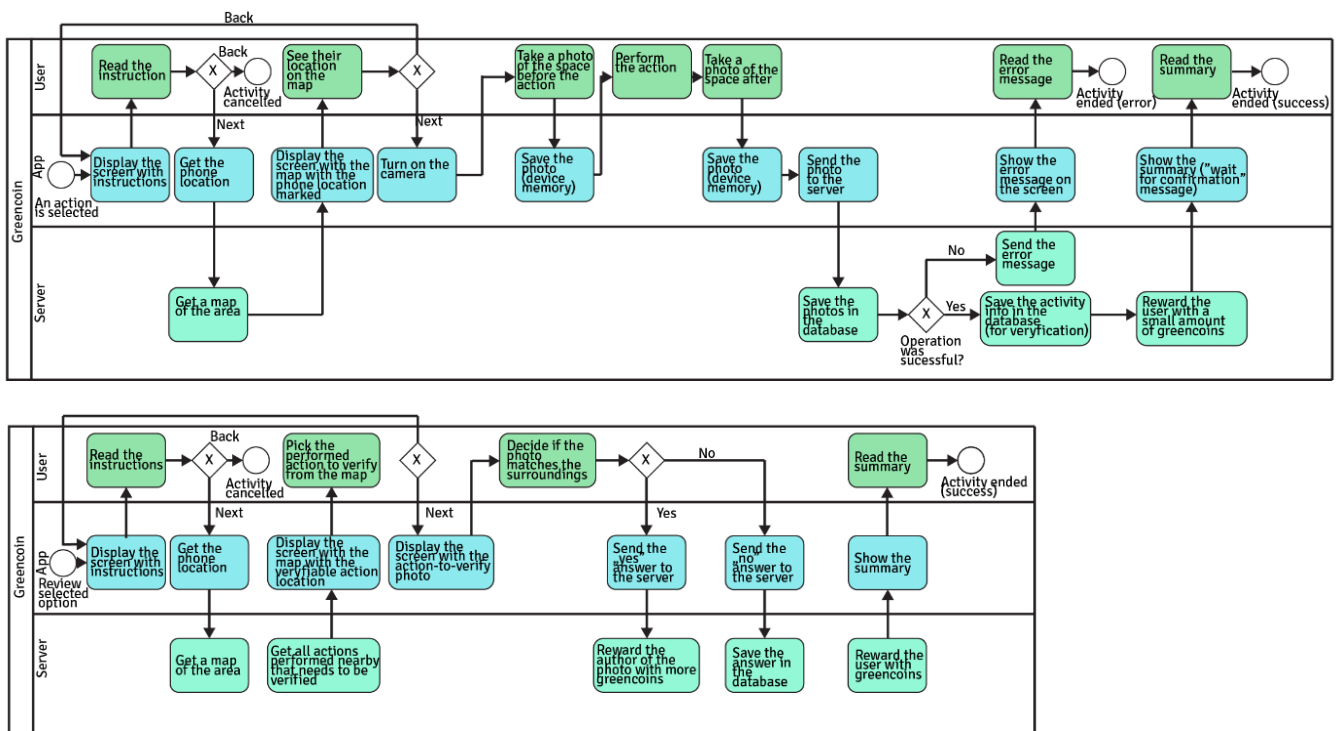 Back
Greencoin
User
Read the
instruction
Back
X
Activity
cancelled
Next
See their
location
on the
map
X
Next
Take a photo
of the space
before the
action
Perform
the action
Take a
photo of the
space after
Read the
error
message
Activity
ended (error)
Read the
summary
Activity
ended (success)
App
An action
is selected
Display the
screen with
instructions
Get the
phone
location
Display the
screen with the
map with the
phone location
marked
Turn on the
camera
Save the
photo
(device
memory)
Save the
photo
(device
memory)
Send the
photo
to the
server
Show the
error
message on
the screen
Show the
summary ("wait
for confirmation"
message)
Server
Get a map
of the area
Save the
photos in
the
database
X
Operation
was
sucessful?
No
Yes
Send the
error
message
Save the activity
info in the
database
(for veryfication)
Reward the
user with a
small amount
of greencoins
Greencoin
User
Read the
instructions
Back
X
Activity
cancelled
Next
Pick the
performed
action to verify
from the map
X
Next
Decide if the
photo
matches the
surroundings
X
No
Yes
Read the
summary
Activity ended
(success)
App
Review
selected
option
Display the
screen with
instructions
Get the
phone
location
Display the
screen with the
map with the
veryfiable action
location
Display the
screen with the
action-to-verify
photo
Send the
"yes"
answer to
the server
Send the
"no"
answer to
the server
Show the
summary
Server
Get a map
of the area
Get all actions
performed nearby
that needs to be
verified
Reward the
author of the
photo with more
greencoins
Save the
answer in
the
database
Reward the
user with
greencoins